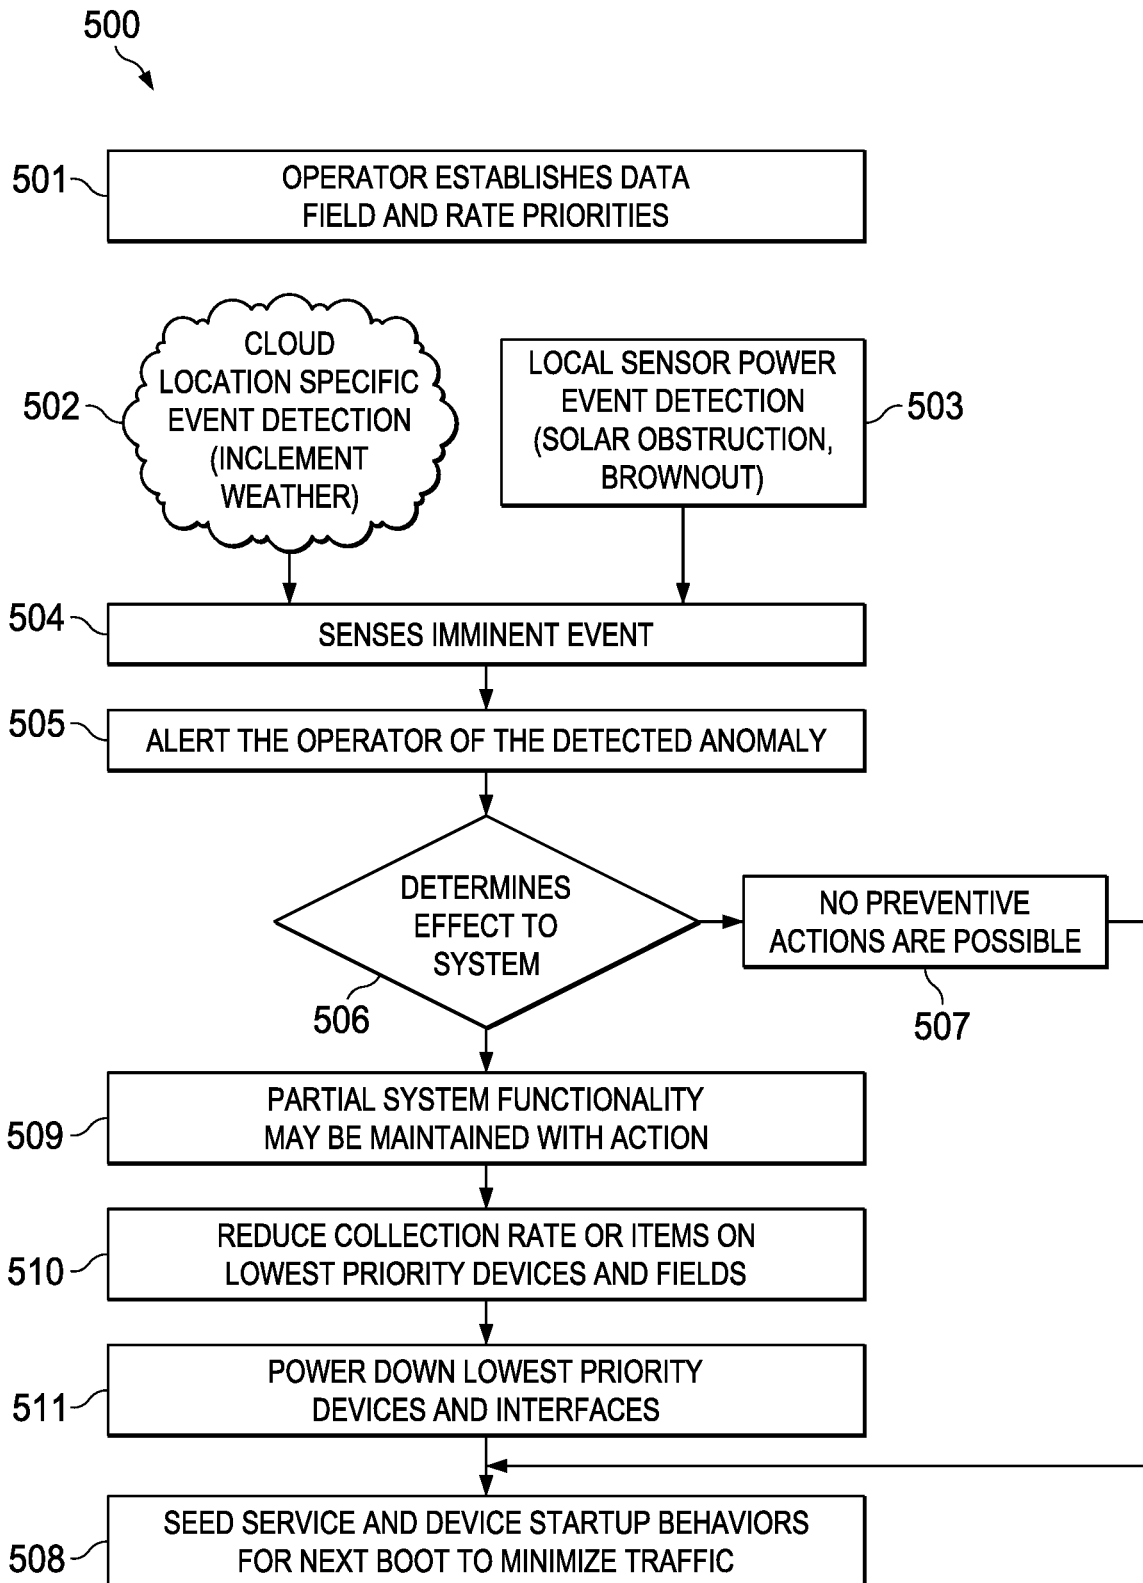 500
501
OPERATOR ESTABLISHES DATA
FIELD AND RATE PRIORITIES
502
CLOUD
LOCATION SPECIFIC
EVENT DETECTION
(INCLEMENT
WEATHER)
LOCAL SENSOR POWER
EVENT DETECTION
(SOLAR OBSTRUCTION,
BROWNOUT)
503
504
SENSES IMMINENT EVENT
505
ALERT THE OPERATOR OF THE DETECTED ANOMALY
DETERMINES
EFFECT TO
SYSTEM
506
NO PREVENTIVE
ACTIONS ARE POSSIBLE
507
509
PARTIAL SYSTEM FUNCTIONALITY
MAY BE MAINTAINED WITH ACTION
510
REDUCE COLLECTION RATE OR ITEMS ON
LOWEST PRIORITY DEVICES AND FIELDS
511
POWER DOWN LOWEST PRIORITY
DEVICES AND INTERFACES
508
SEED SERVICE AND DEVICE STARTUP BEHAVIORS
FOR NEXT BOOT TO MINIMIZE TRAFFIC